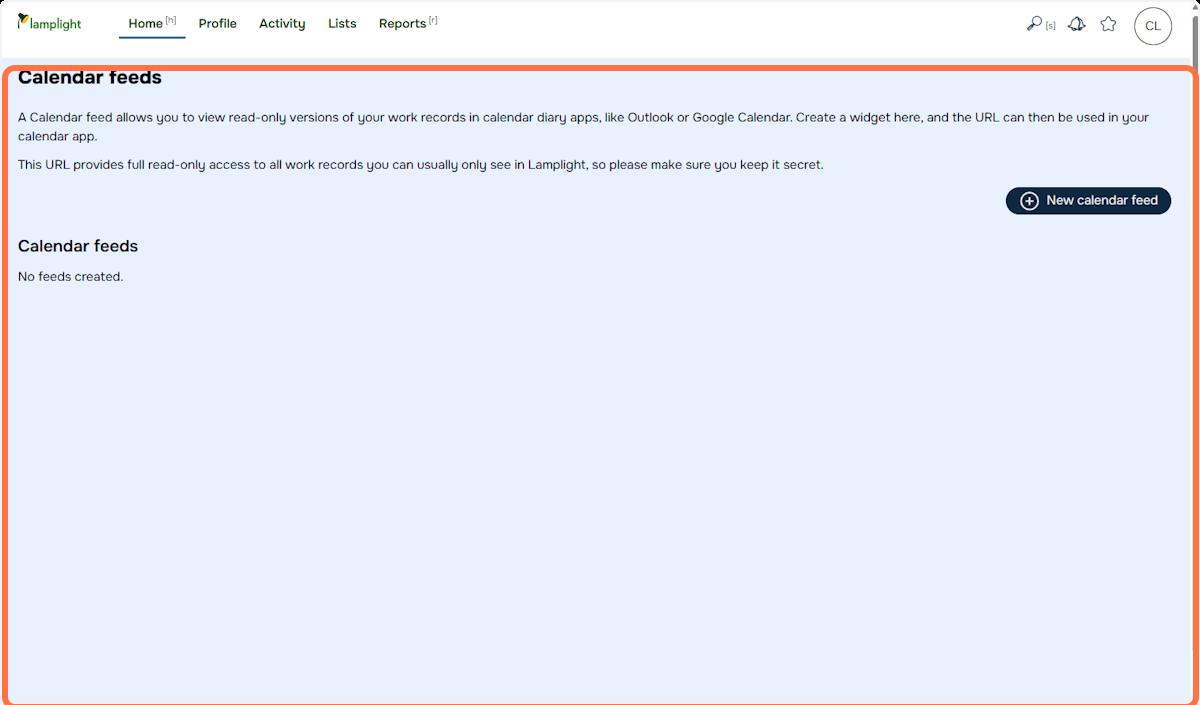 lamplight Home [h] Profile Activity Lists Reports [r] [s] CL
Calendar feeds
A Calendar feed allows you to view read-only versions of your work records in calendar diary apps, like Outlook or Google Calendar. Create a widget here, and the URL can then be used in your
calendar app.
This URL provides full read-only access to all work records you can usually only see in Lamplight, so please make sure you keep it secret.
New calendar feed
Calendar feeds
No feeds created.